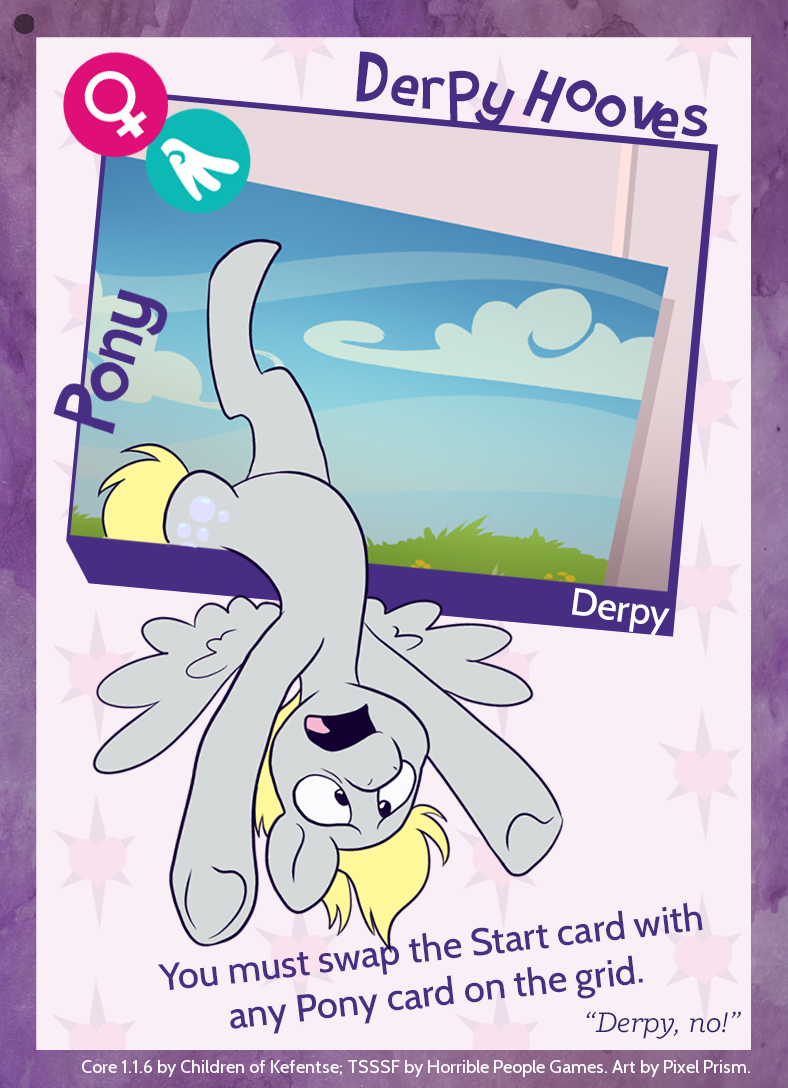 Derpy Hooves
Pony
Derpy
You must swap the Start card with
any Pony card on the grid.
“Derpy, no!”
Core 1.1.6 by Children of Kefentse; TSSSF by Horrible People Games. Art by Pixel Prism.